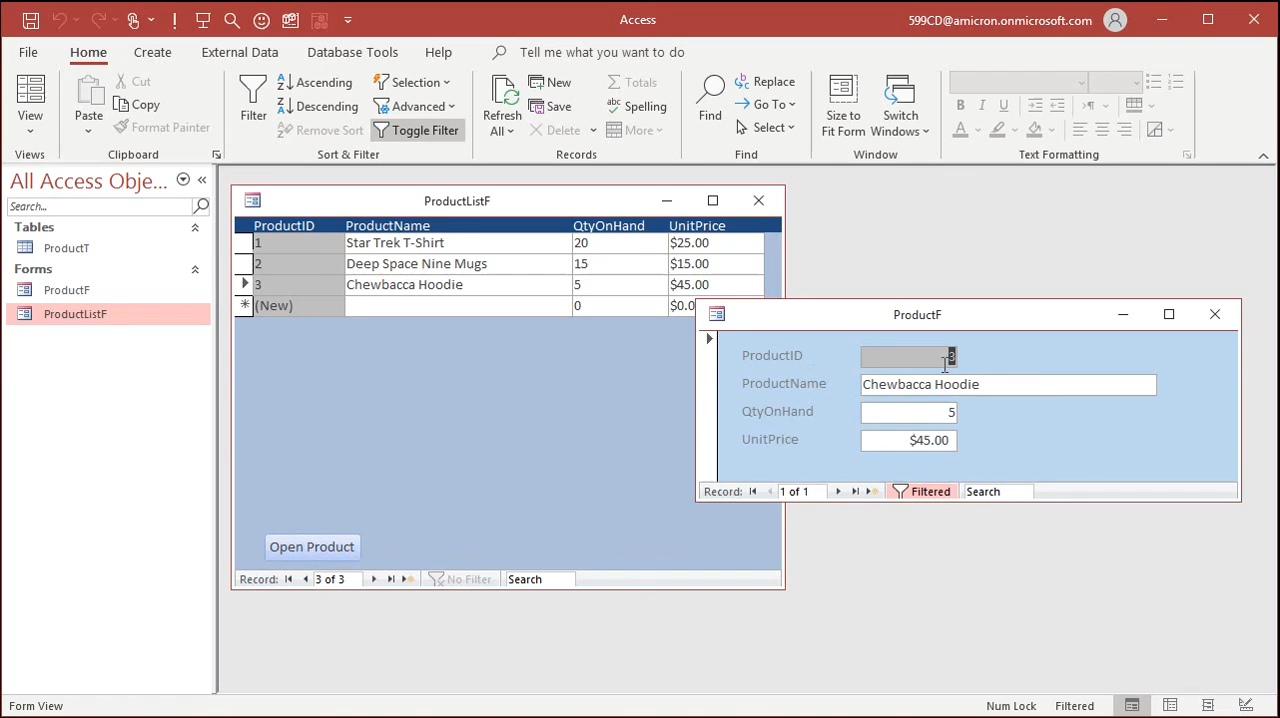 Access
599CD@amicron.onmicrosoft.com
File Home Create External Data Database Tools Help Tell me what you want to do
View
Views
Paste
Cut
Copy
Format Painter
Clipboard
Filter
Ascending
Descending
Remove Sort
Selection
Advanced
Toggle Filter
Sort & Filter
Refresh
All
New
Save
Delete
Totals
Spelling
More
Records
Find
Replace
Go To
Select
Find
Size to
Fit Form
Switch
Windows
Window
B I U
A
Text Formatting
All Access Obje...
Search...
Tables
ProductT
Forms
ProductF
ProductListF
ProductListF
ProductID ProductName QtyOnHand UnitPrice
1 Star Trek T-Shirt 20 $25.00
2 Deep Space Nine Mugs 15 $15.00
3 Chewbacca Hoodie 5 $45.00
(New) 0 $0.0
Open Product
Record: 3 of 3 No Filter Search
ProductF
ProductID 3
ProductName Chewbacca Hoodie
QtyOnHand 5
UnitPrice $45.00
Record: 1 of 1 Filtered Search
Form View
Num Lock Filtered